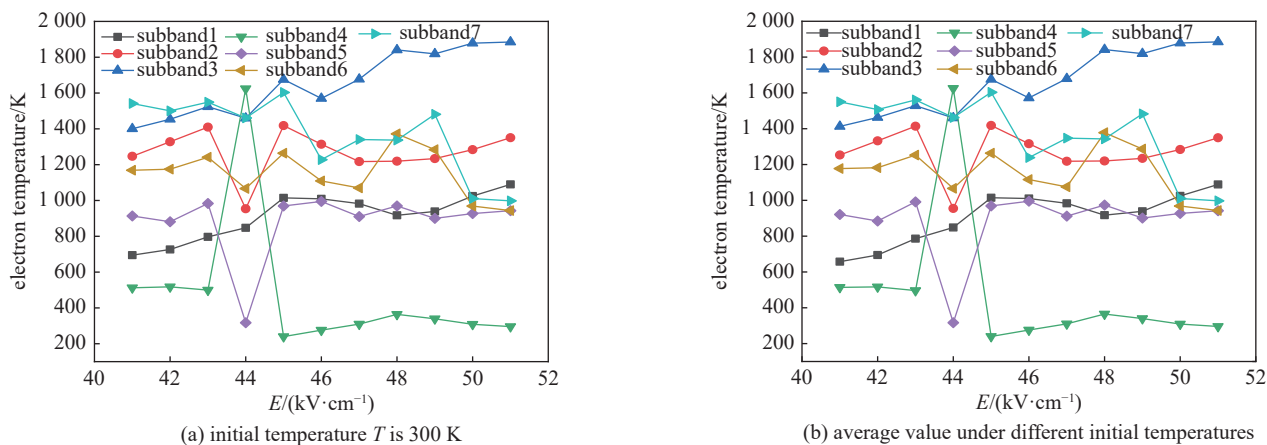 2 000
1 800
1 600
1 400
1 200
1 000
800
600
400
200
electron temperature/K
subband1
subband2
subband3
subband4
subband5
subband6
subband7
40
42
44
46
48
50
52
E/(kV·cm⁻¹)
(a) initial temperature T is 300 K
2 000
1 800
1 600
1 400
1 200
1 000
800
600
400
200
electron temperature/K
subband1
subband2
subband3
subband4
subband5
subband6
subband7
40
42
44
46
48
50
52
E/(kV·cm⁻¹)
(b) average value under different initial temperatures